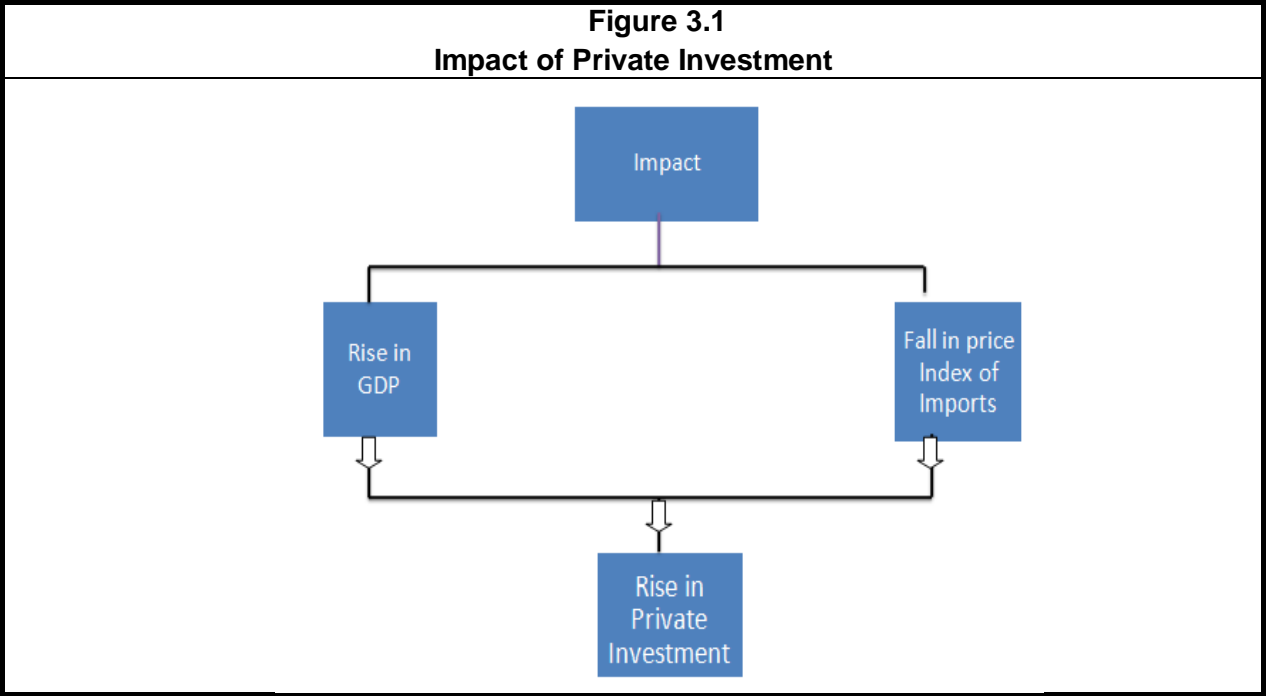 Figure 3.1
Impact of Private Investment
Impact
Rise in
GDP
Fall in price
Index of
Imports
Rise in
Private
Investment